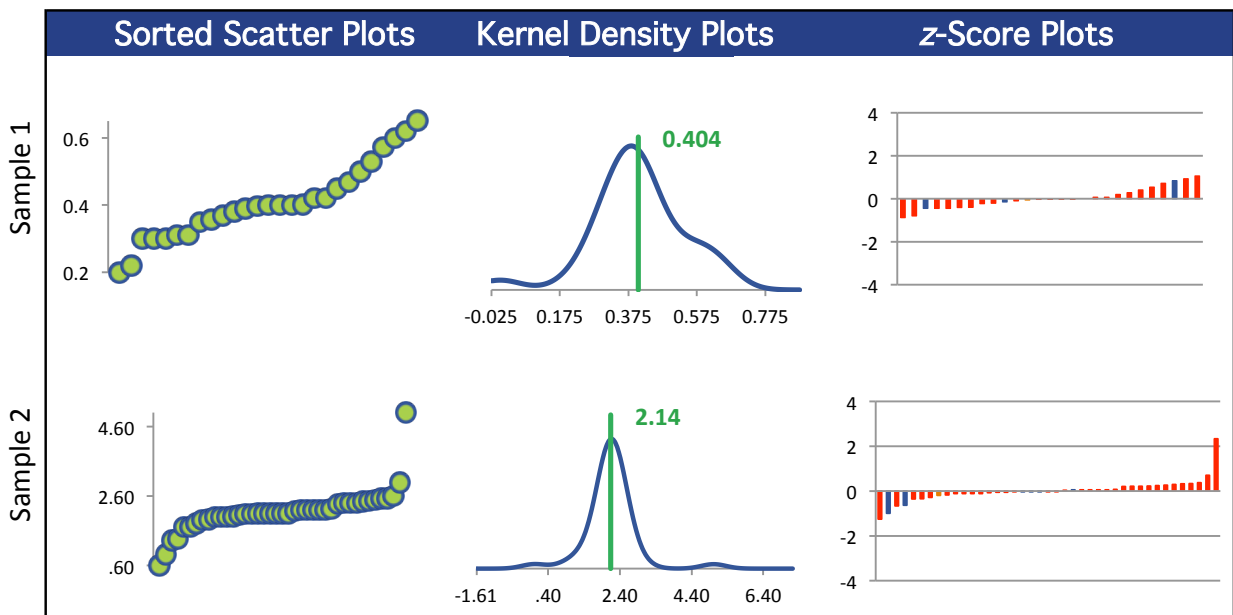 Sorted Scatter Plots
Kernel Density Plots
z-Score Plots
Sample 1
0.6
0.4
0.2
0.404
-0.025 0.175 0.375 0.575 0.775
4
2
0
-2
-4
Sample 2
4.60
2.60
.60
2.14
-1.61 .40 2.40 4.40 6.40
4
2
0
-2
-4